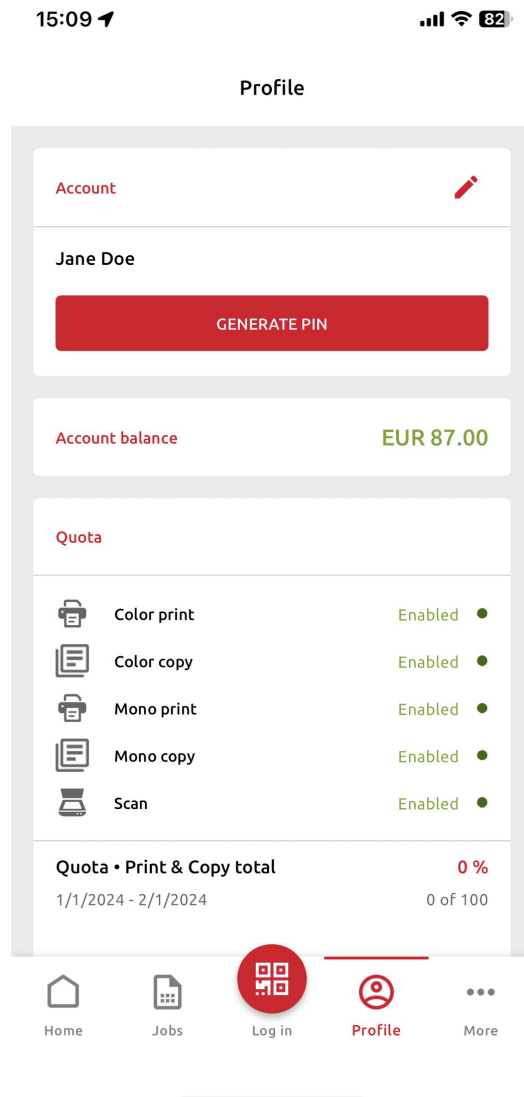 15:09
82
Profile
Account
Jane Doe
GENERATE PIN
Account balance EUR 87.00
Quota
Color print Enabled
Color copy Enabled
Mono print Enabled
Mono copy Enabled
Scan Enabled
Quota • Print & Copy total 0 %
1/1/2024 - 2/1/2024 0 of 100
Home Jobs Log in Profile More